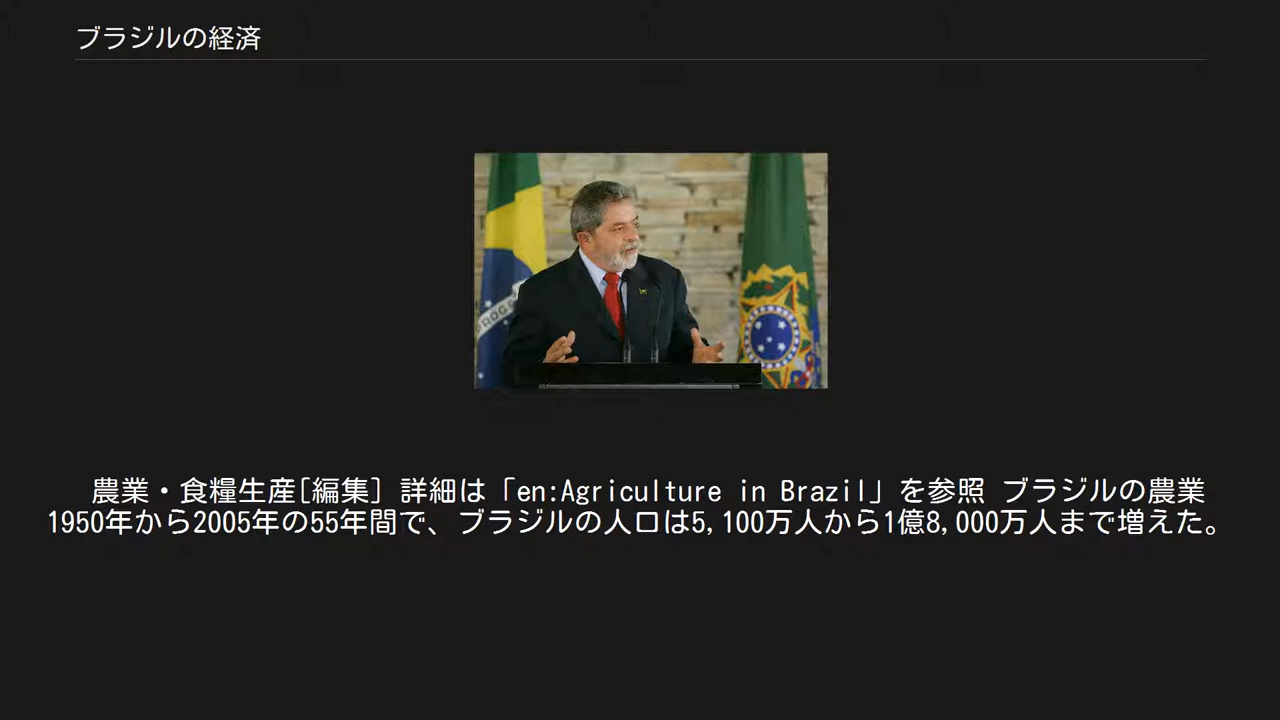 ブラジルの経済
農業・食糧生産[編集] 詳細は「en:Agriculture in Brazil」を参照 ブラジルの農業
1950年から2005年の55年間で、ブラジルの人口は5,100万人から1億8,000万人まで増えた。